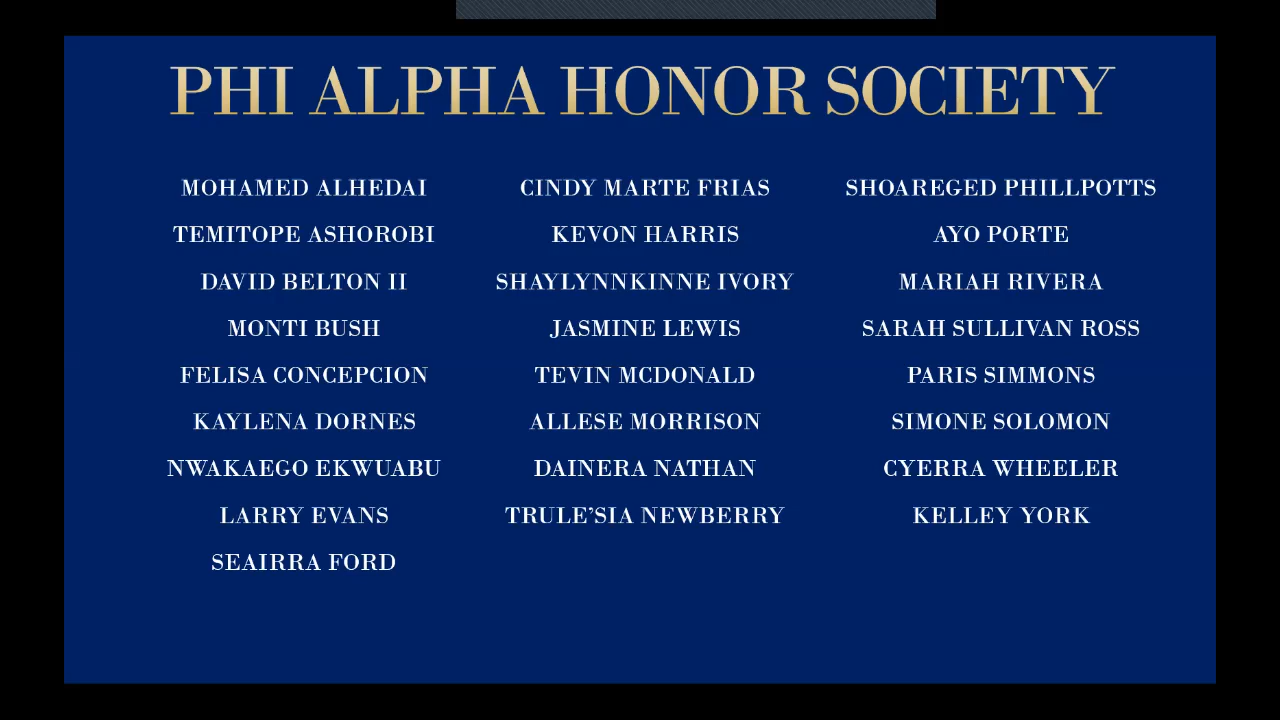 PHI ALPHA HONOR SOCIETY
MOHAMED ALHEDAI
TEMITOPE ASHOROBI
DAVID BELTON II
MONTI BUSH
FELISA CONCEPCION
KAYLENA DORNES
NWAKAEGO EKWUABU
LARRY EVANS
SEAIRRA FORD
CINDY MARTE FRIAS
KEVON HARRIS
SHAYLYNNKINNE IVORY
JASMINE LEWIS
TEVIN MCDONALD
ALLESE MORRISON
DAINERA NATHAN
TRULE’SIA NEWBERRY
SHOAREGED PHILLPOTTS
AYO PORTE
MARIAH RIVERA
SARAH SULLIVAN ROSS
PARIS SIMMONS
SIMONE SOLOMON
CYERRA WHEELER
KELLEY YORK